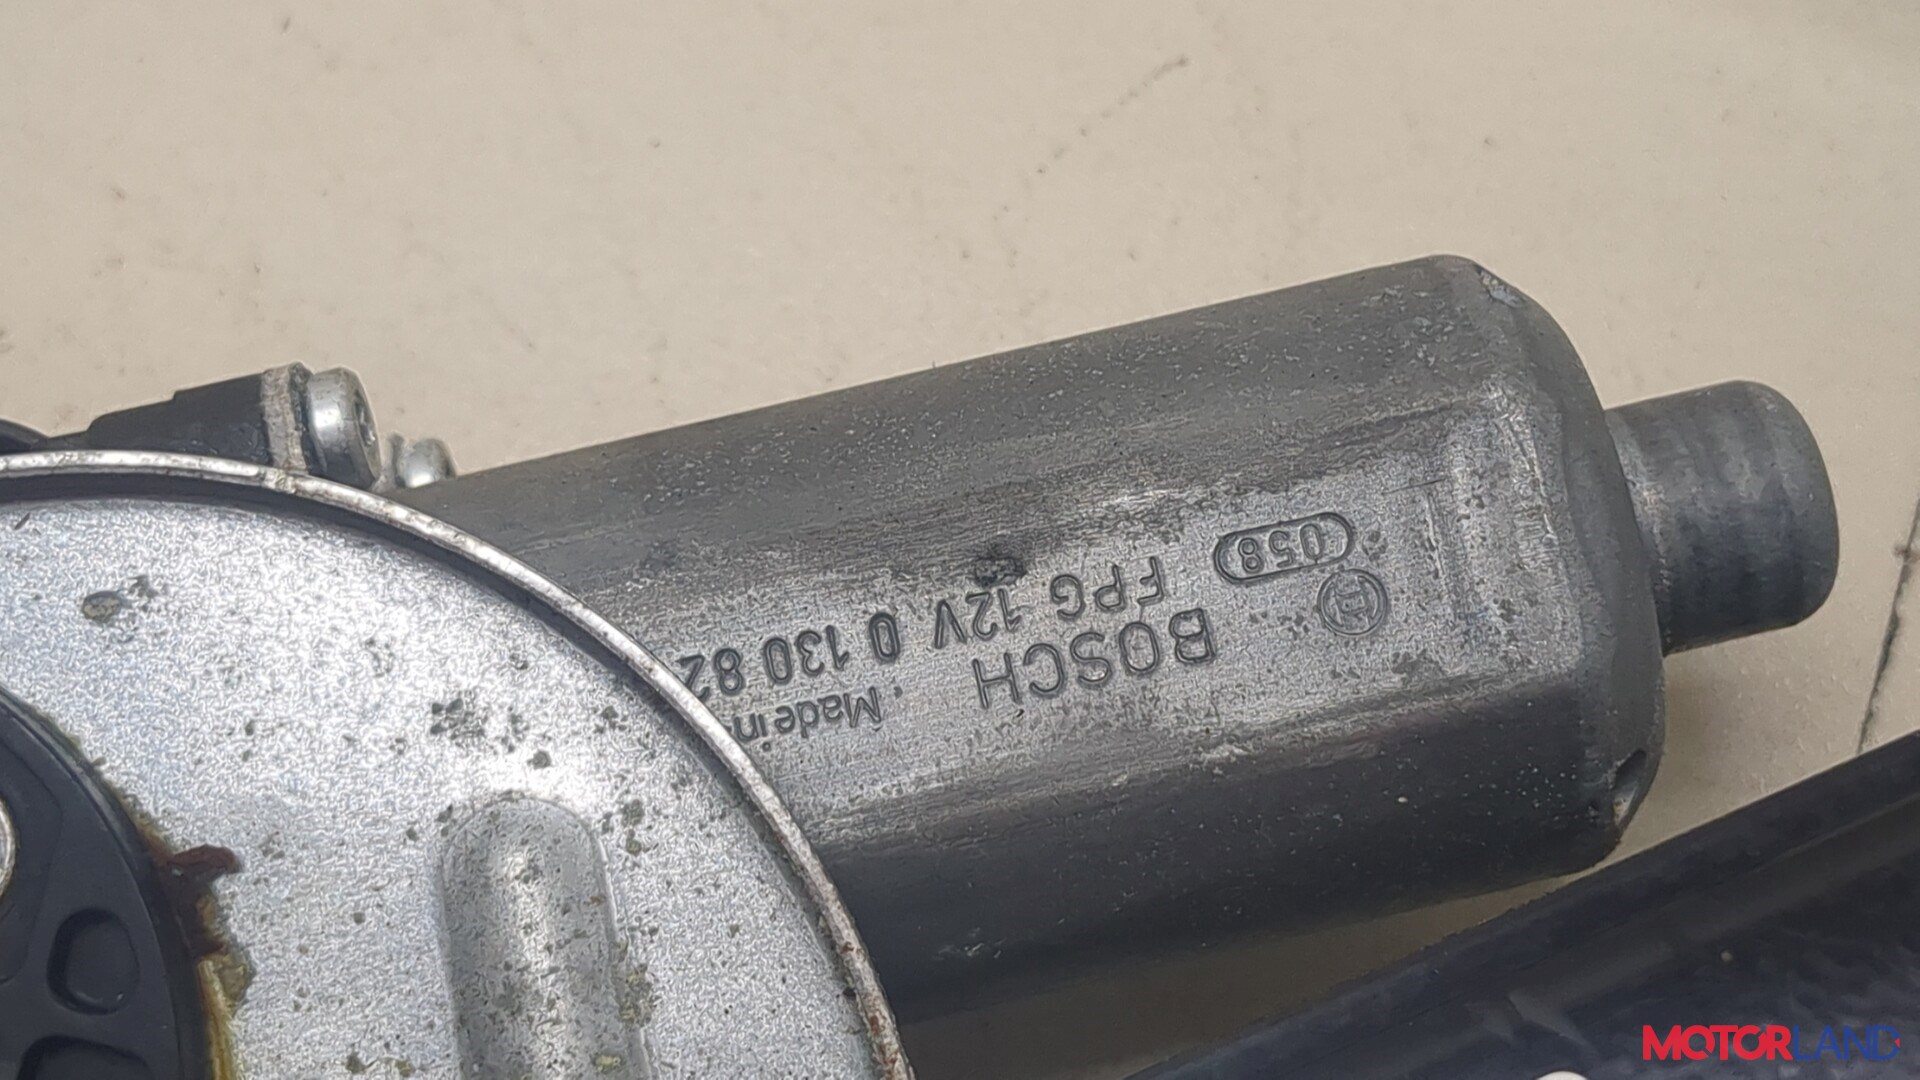 058
BOSCH
FPG 12V 0 130 82
Made in
MOTORLAND